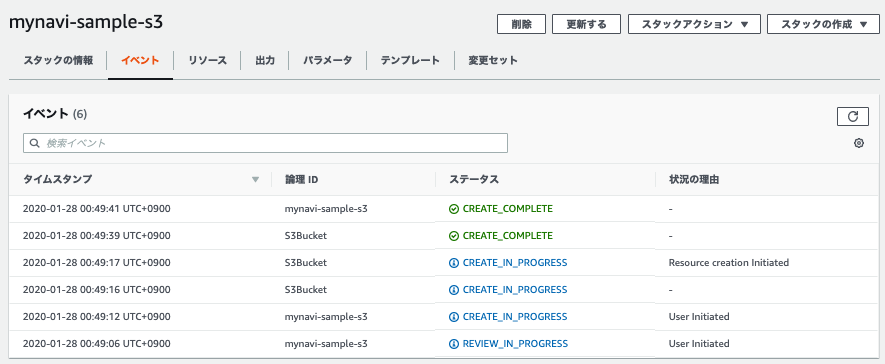 mynavi-sample-s3
削除 更新する スタックアクション ▼ スタックの作成 ▼
スタックの情報 イベント リソース 出力 パラメータ テンプレート 変更セット
イベント (6)
検索イベント
タイムスタンプ ▼ 論理 ID ステータス 状況の理由
2020-01-28 00:49:41 UTC+0900 mynavi-sample-s3 CREATE_COMPLETE -
2020-01-28 00:49:39 UTC+0900 S3Bucket CREATE_COMPLETE -
2020-01-28 00:49:17 UTC+0900 S3Bucket CREATE_IN_PROGRESS Resource creation Initiated
2020-01-28 00:49:16 UTC+0900 S3Bucket CREATE_IN_PROGRESS -
2020-01-28 00:49:12 UTC+0900 mynavi-sample-s3 CREATE_IN_PROGRESS User Initiated
2020-01-28 00:49:06 UTC+0900 mynavi-sample-s3 REVIEW_IN_PROGRESS User Initiated